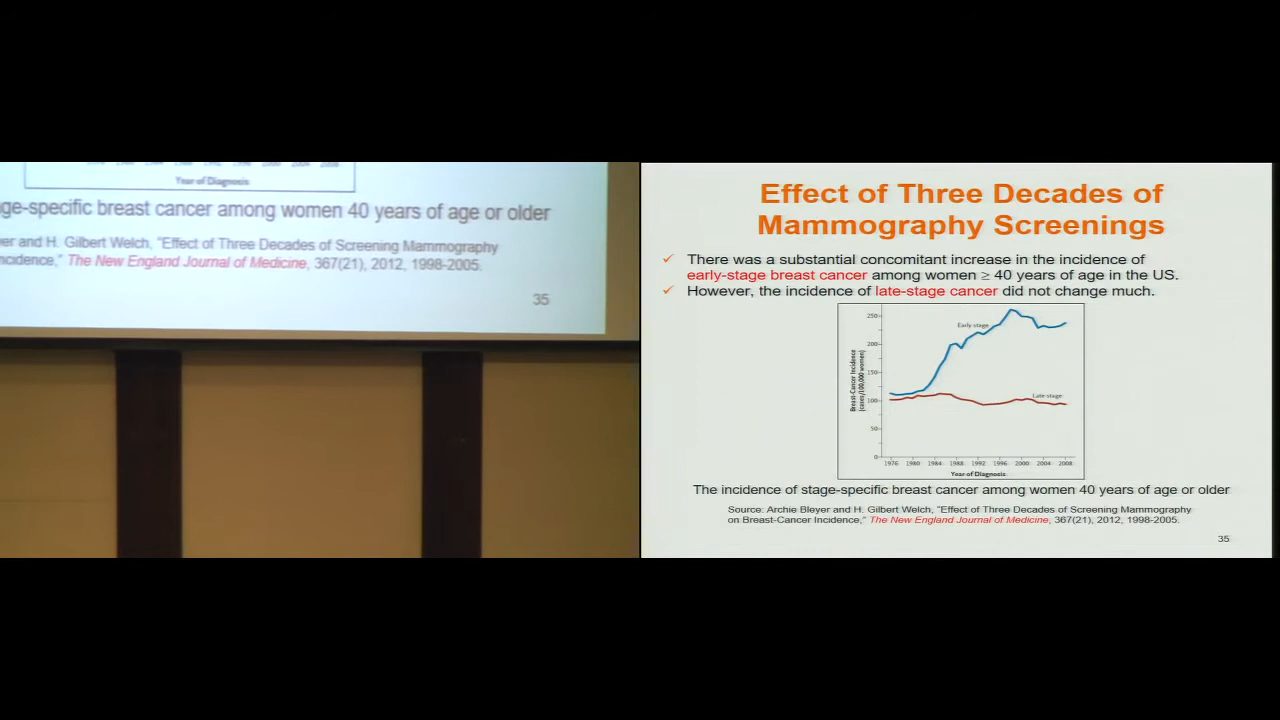 Year of Diagnosis
ge-specific breast cancer among women 40 years of age or older
er and H. Gilbert Welch, "Effect of Three Decades of Screening Mammography
ncidence," The New England Journal of Medicine, 367(21), 2012, 1998-2005.
35
Effect of Three Decades of
Mammography Screenings
✓ There was a substantial concomitant increase in the incidence of
early-stage breast cancer among women ≥ 40 years of age in the US.
✓ However, the incidence of late-stage cancer did not change much.
Breast-Cancer Incidence
(cases/100,000 women)
250
200
150
100
50
0
Early stage
Late stage
1976 1980 1984 1988 1992 1996 2000 2004 2008
Year of Diagnosis
The incidence of stage-specific breast cancer among women 40 years of age or older
Source: Archie Bleyer and H. Gilbert Welch, "Effect of Three Decades of Screening Mammography
on Breast-Cancer Incidence," The New England Journal of Medicine, 367(21), 2012, 1998-2005.
35